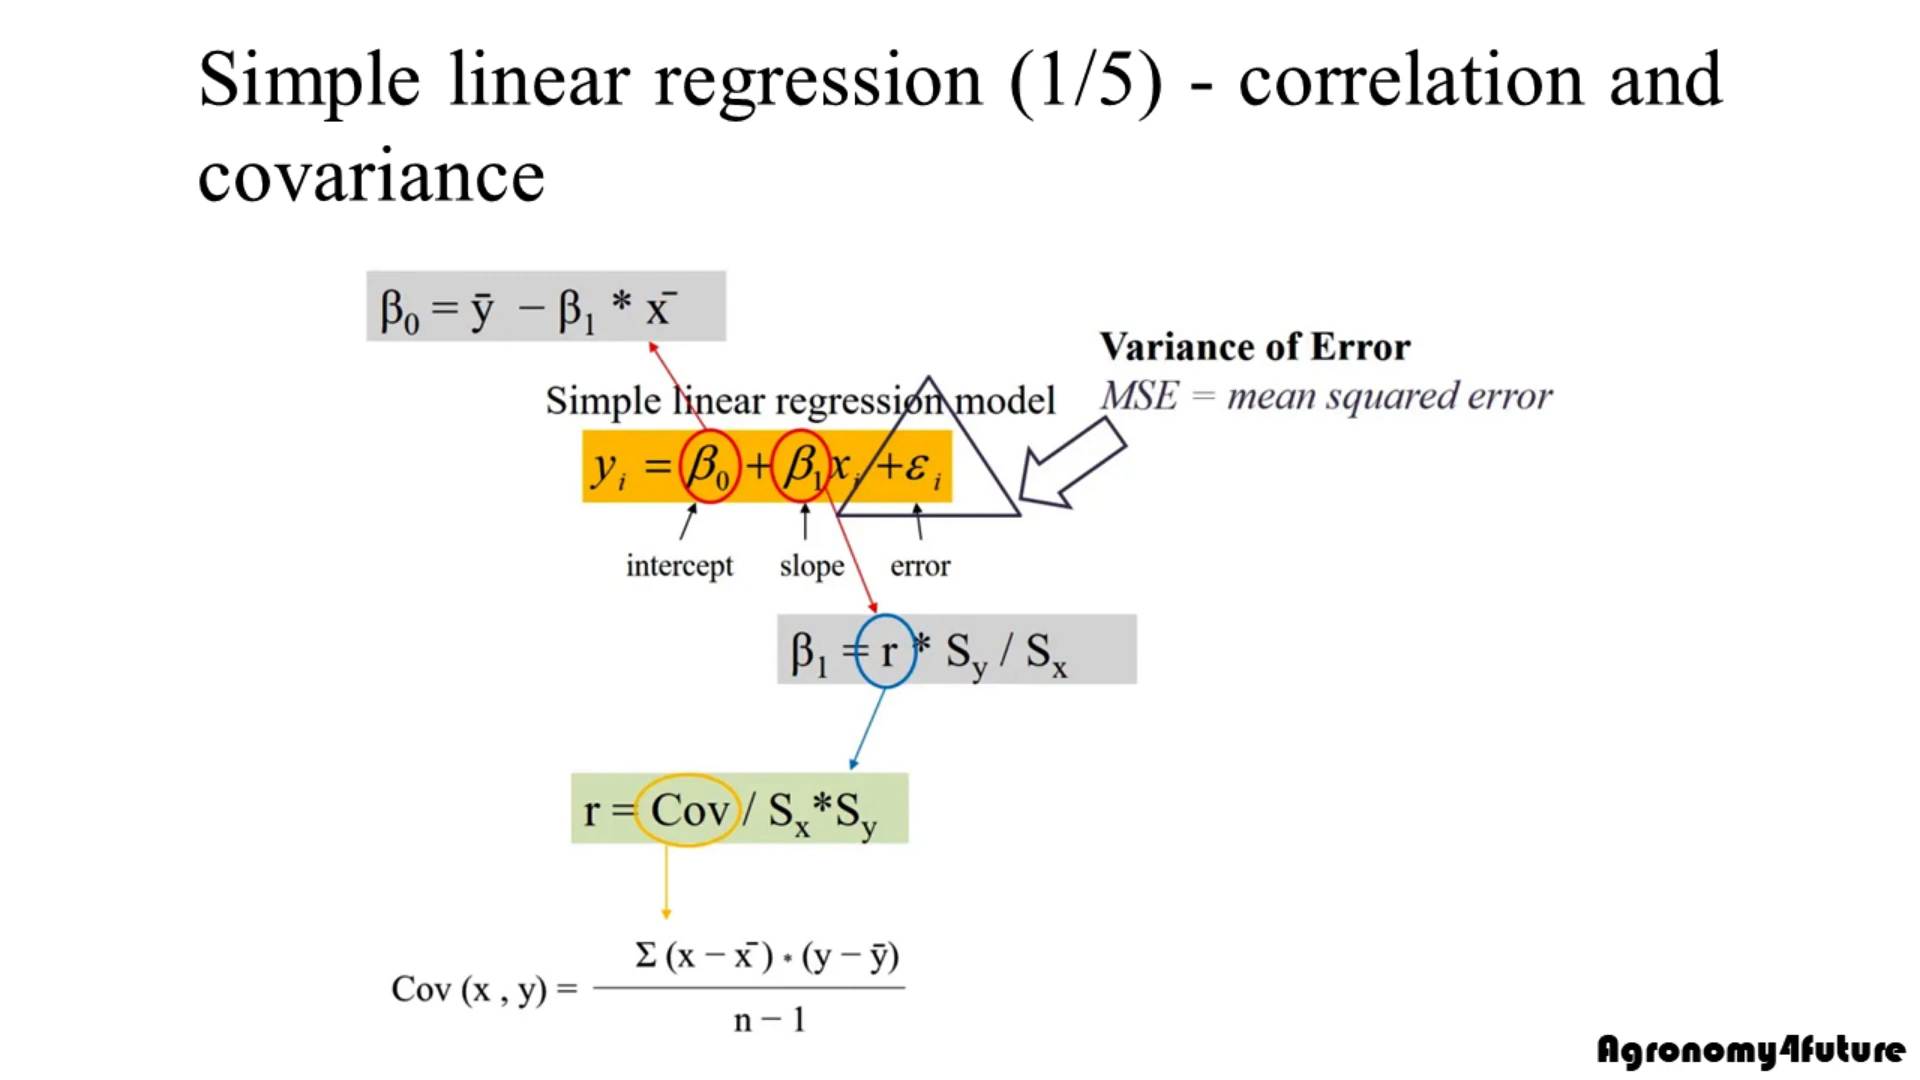 Simple linear regression (1/5) - correlation and
covariance
β₀ = ȳ − β₁ * x̄
Variance of Error
MSE = mean squared error
Simple linear regression model
yᵢ = β₀ + β₁xᵢ + εᵢ
intercept slope error
β₁ = r * Sy / Sx
r = Cov / Sx*Sy
Σ (x − x̄) * (y − ȳ)
Cov (x , y) =
n − 1
Agronomy4future